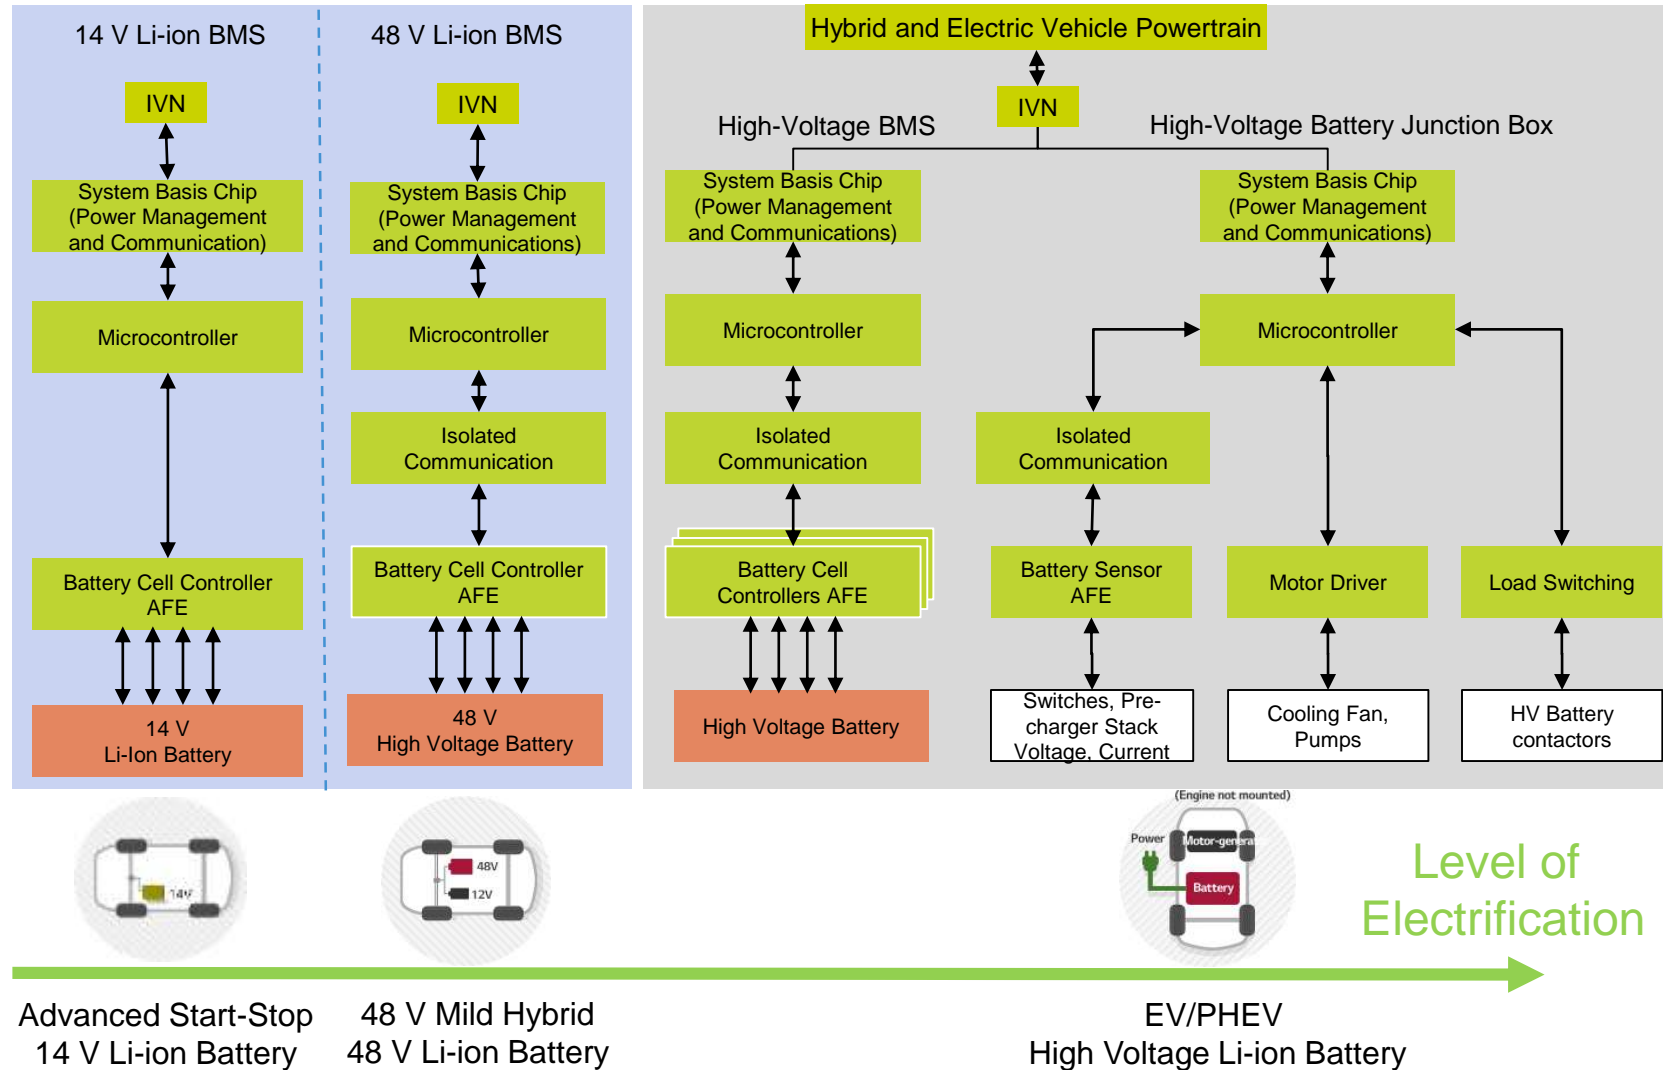 14 V Li-ion BMS
IVN
System Basis Chip
(Power Management
and Communication)
Microcontroller
Battery Cell Controller
AFE
14 V
Li-Ion Battery
48 V Li-ion BMS
IVN
System Basis Chip
(Power Management
and Communications)
Microcontroller
Isolated
Communication
Battery Cell Controller
AFE
48 V
High Voltage Battery
Hybrid and Electric Vehicle Powertrain
IVN
High-Voltage BMS
System Basis Chip
(Power Management
and Communications)
Microcontroller
Isolated
Communication
Battery Cell
Controllers AFE
High Voltage Battery
High-Voltage Battery Junction Box
System Basis Chip
(Power Management
and Communications)
Microcontroller
Isolated
Communication
Battery Sensor
AFE
Switches, Pre-
charger Stack
Voltage, Current
Motor Driver
Cooling Fan,
Pumps
Load Switching
HV Battery
contactors
14V
48V
12V
(Engine not mounted)
Power
Motor-genera
Battery
Level of
Electrification
Advanced Start-Stop
14 V Li-ion Battery
48 V Mild Hybrid
48 V Li-ion Battery
EV/PHEV
High Voltage Li-ion Battery